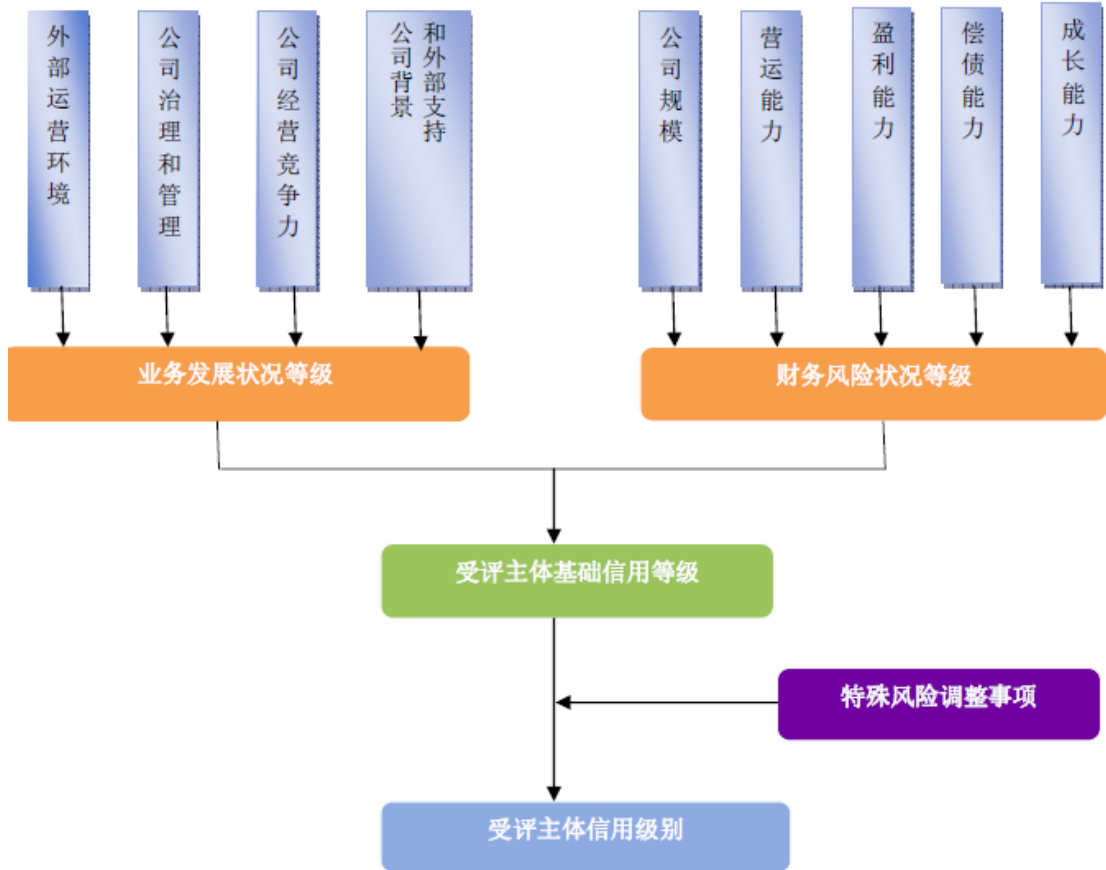 外部运营环境
公司治理和管理
公司经营竞争力
公司背景
和外部支持
公司规模
营运能力
盈利能力
偿债能力
成长能力
业务发展状况等级
财务风险状况等级
受评主体基础信用等级
特殊风险调整事项
受评主体信用级别